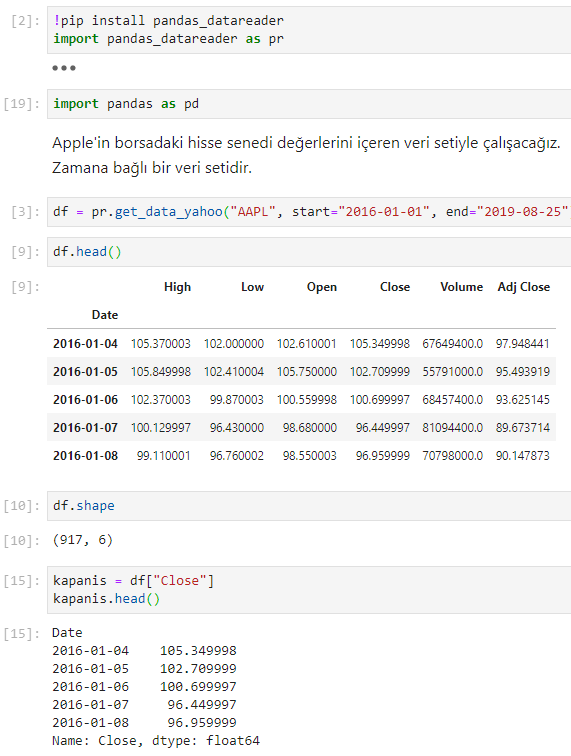 [2]: !pip install pandas_datareader
import pandas_datareader as pr
[19]: import pandas as pd
Apple'in borsadaki hisse senedi değerlerini içeren veri setiyle çalışacağız.
Zamana bağlı bir veri setidir.
[3]: df = pr.get_data_yahoo("AAPL", start="2016-01-01", end="2019-08-25"
[9]: df.head()
[9]: High Low Open Close Volume Adj Close
Date
2016-01-04 105.370003 102.000000 102.610001 105.349998 67649400.0 97.948441
2016-01-05 105.849998 102.410004 105.750000 102.709999 55791000.0 95.493919
2016-01-06 102.370003 99.870003 100.559998 100.699997 68457400.0 93.625145
2016-01-07 100.129997 96.430000 98.680000 96.449997 81094400.0 89.673714
2016-01-08 99.110001 96.760002 98.550003 96.959999 70798000.0 90.147873
[10]: df.shape
[10]: (917, 6)
[15]: kapanis = df["Close"]
kapanis.head()
[15]: Date
2016-01-04 105.349998
2016-01-05 102.709999
2016-01-06 100.699997
2016-01-07 96.449997
2016-01-08 96.959999
Name: Close, dtype: float64